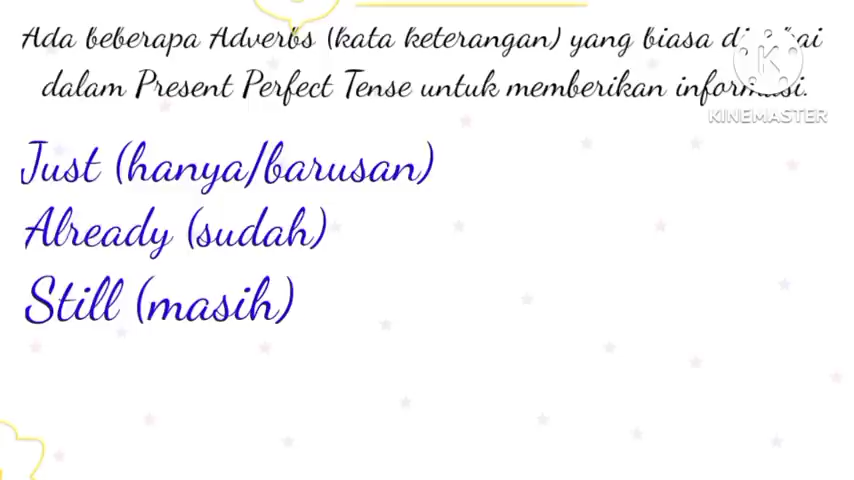 Ada beberapa Adverbs (kata keterangan) yang biasa
dalam Present Perfect Tense untuk memberikan
KINEMASTER
Just (hanya/barusan)
Already (sudah)
Still (masih)